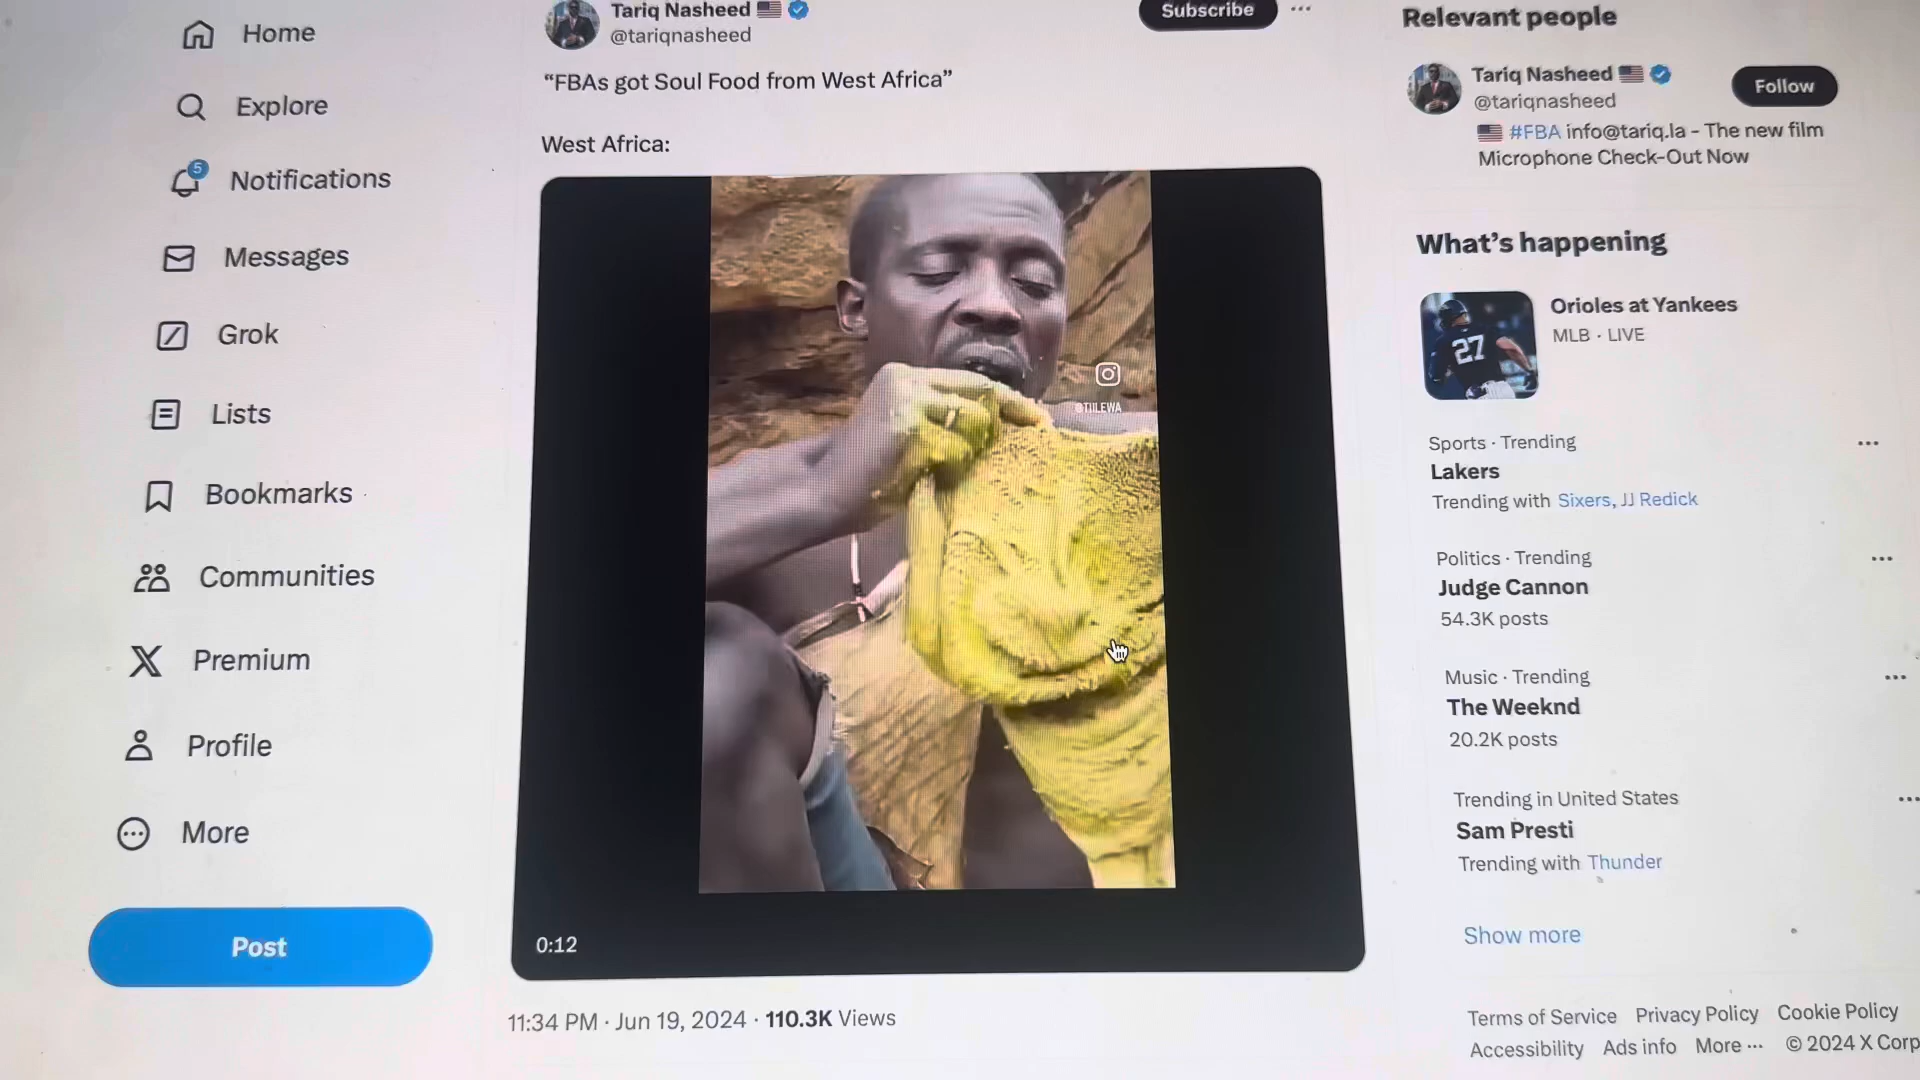 Home
Explore
5
Notifications
Messages
Grok
Lists
Bookmarks
Communities
Premium
Profile
More
Post
Tariq Nasheed
@tariqnasheed
Subscribe
“FBAs got Soul Food from West Africa”
West Africa:
@TULEWA
0:12
11:34 PM · Jun 19, 2024 · 110.3K Views
Relevant people
Tariq Nasheed
@tariqnasheed
Follow
#FBA info@tariq.la - The new film
Microphone Check-Out Now
What’s happening
27
Orioles at Yankees
MLB · LIVE
Sports · Trending
Lakers
Trending with Sixers, JJ Redick
Politics · Trending
Judge Cannon
54.3K posts
Music · Trending
The Weeknd
20.2K posts
Trending in United States
Sam Presti
Trending with Thunder
Show more
Terms of Service Privacy Policy Cookie Policy
Accessibility Ads info More ··· © 2024 X Corp